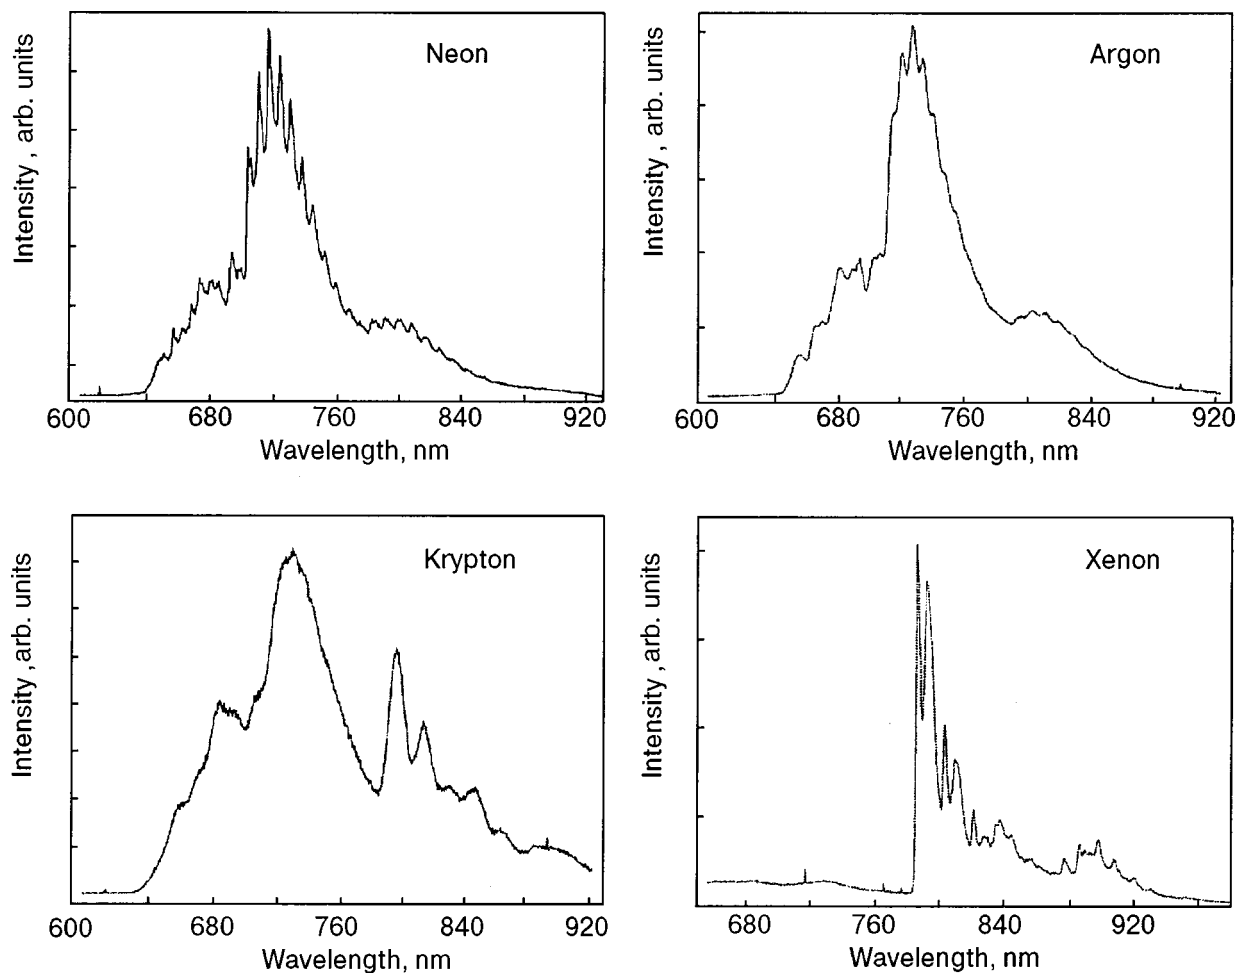 Neon
Intensity, arb. units
600 680 760 840 920
Wavelength, nm
Argon
Intensity, arb. units
600 680 760 840 920
Wavelength, nm
Krypton
Intensity, arb. units
600 680 760 840 920
Wavelength, nm
Xenon
Intensity, arb. units
680 760 840 920
Wavelength, nm